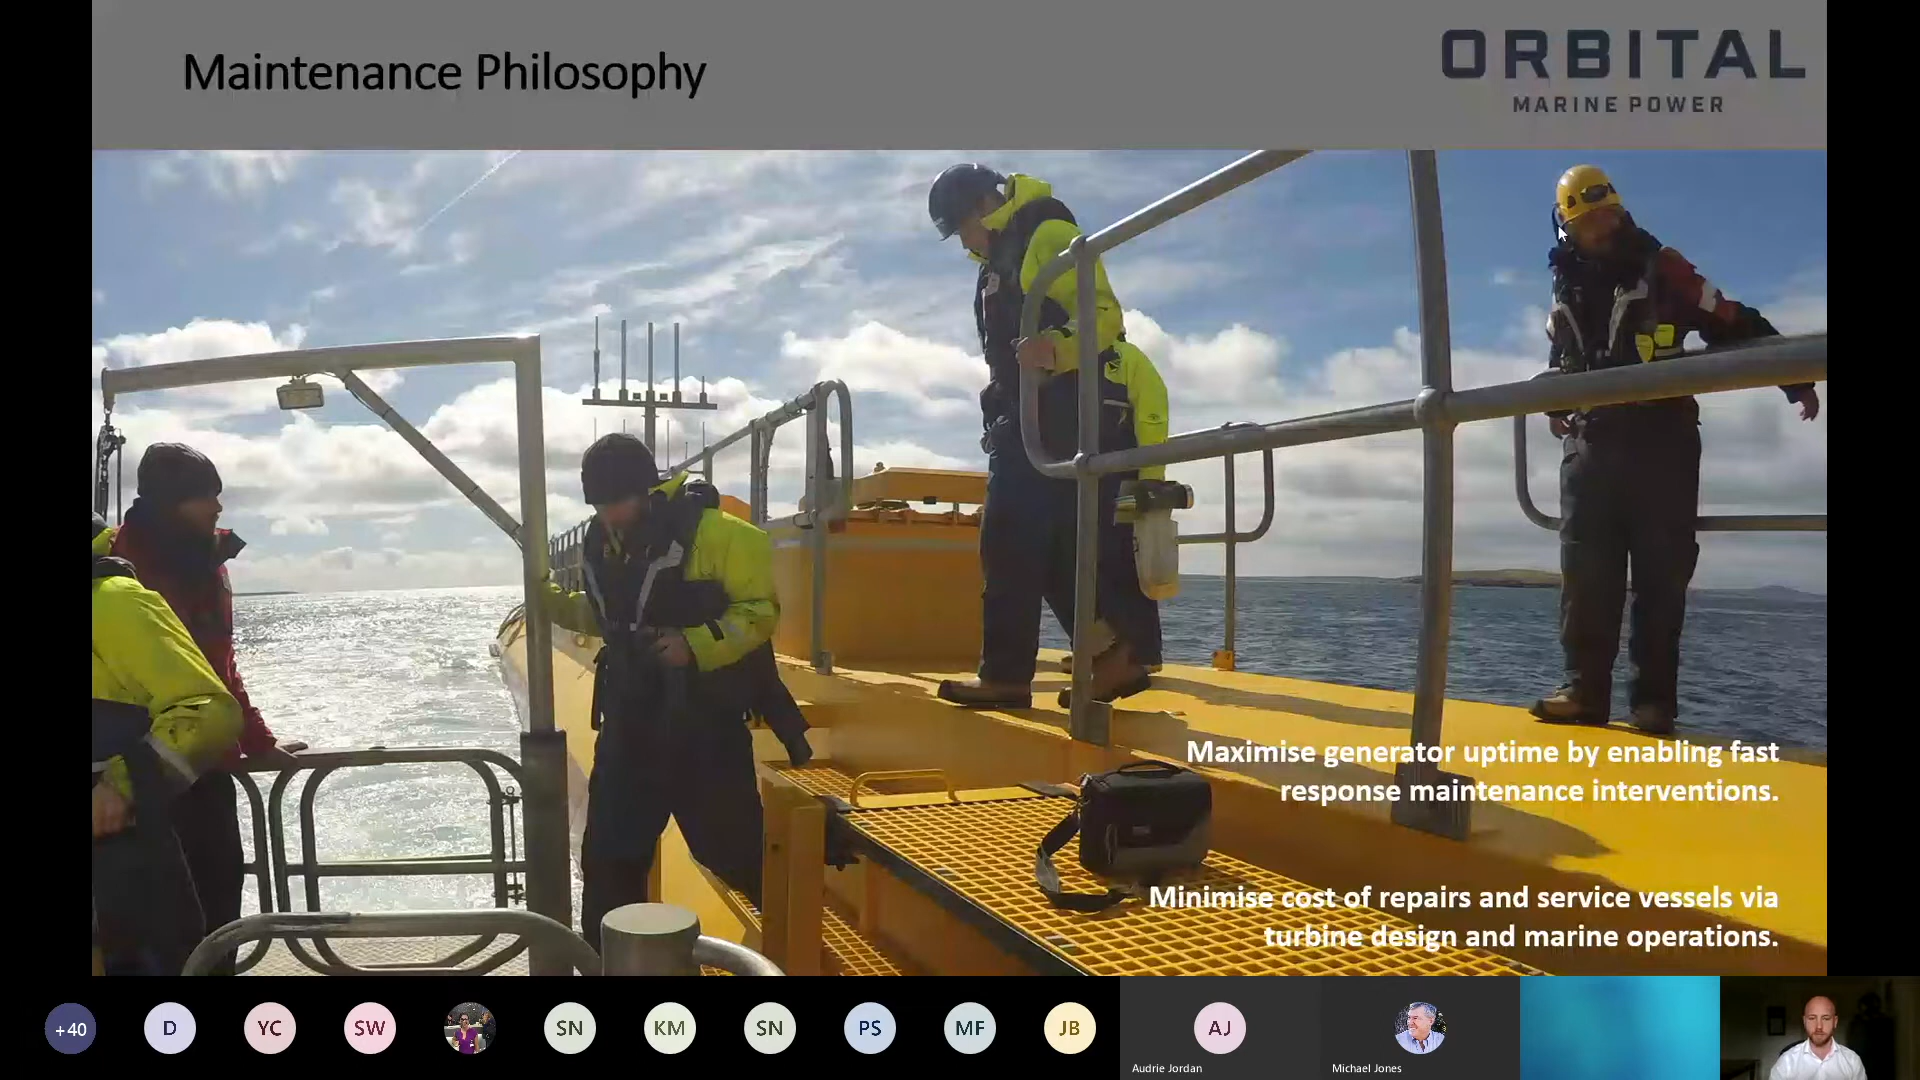 Maintenance Philosophy
ORBITAL
MARINE POWER
Maximise generator uptime by enabling fast
response maintenance interventions.
Minimise cost of repairs and service vessels via
turbine design and marine operations.
+40
D
YC
SW
SN
KM
SN
PS
MF
JB
AJ
Audrie Jordan
Michael Jones